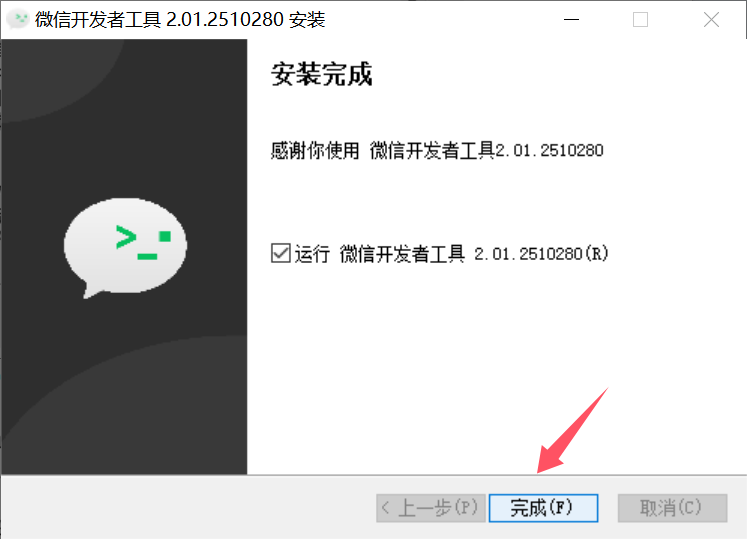 微信开发者工具 2.01.2510280 安装
安装完成
感谢你使用 微信开发者工具2.01.2510280
运行 微信开发者工具 2.01.2510280(R)
< 上一步(P) 完成(F) 取消(C)